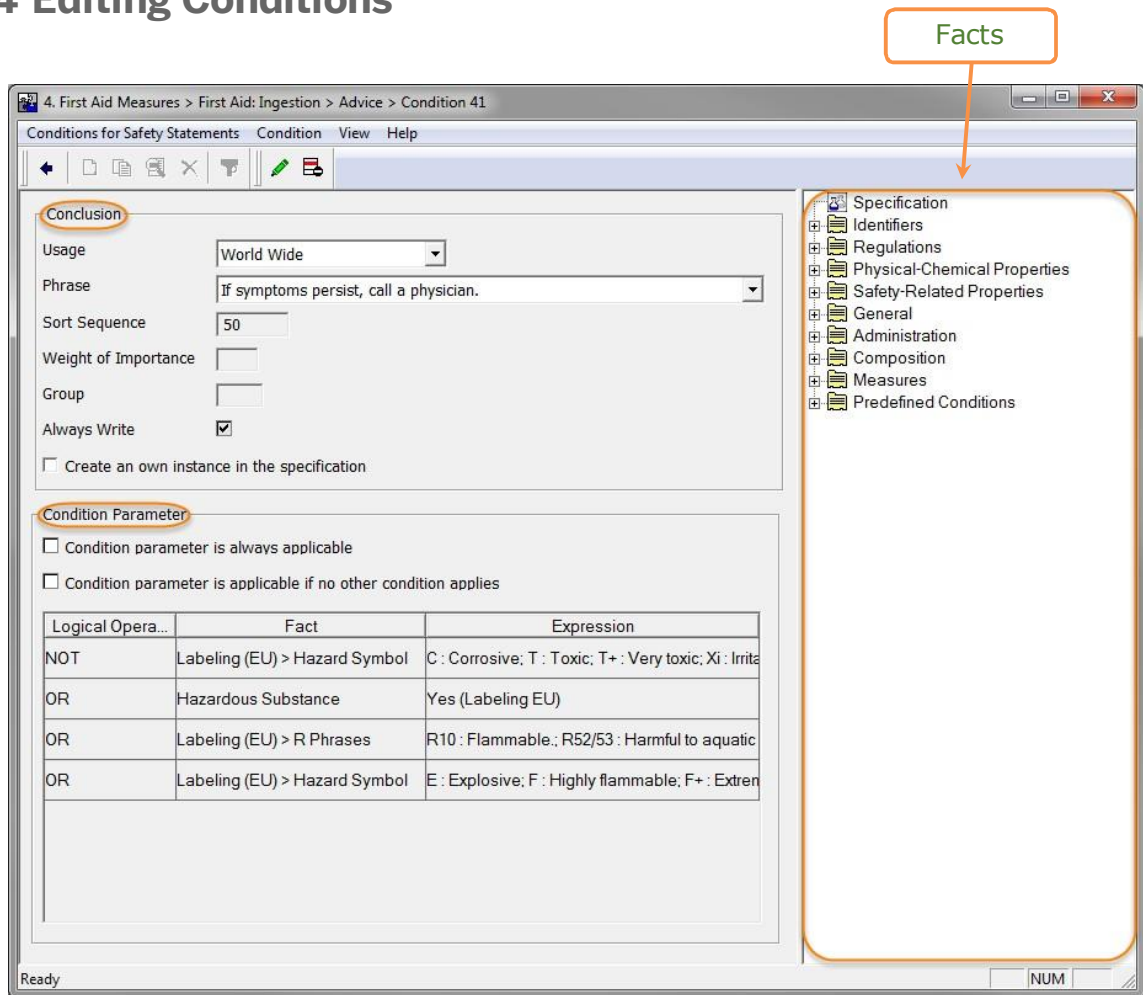 4 Editing Conditions
Facts
4. First Aid Measures > First Aid: Ingestion > Advice > Condition 41
Conditions for Safety Statements Condition View Help
Conclusion
Usage World Wide
Phrase If symptoms persist, call a physician.
Sort Sequence 50
Weight of Importance
Group
Always Write
Create an own instance in the specification
Condition Parameter
Condition parameter is always applicable
Condition parameter is applicable if no other condition applies
Logical Opera... Fact Expression
NOT Labeling (EU) > Hazard Symbol C : Corrosive; T : Toxic; T+ : Very toxic; Xi : Irrita
OR Hazardous Substance Yes (Labeling EU)
OR Labeling (EU) > R Phrases R10 : Flammable.; R52/53 : Harmful to aquatic
OR Labeling (EU) > Hazard Symbol E : Explosive; F : Highly flammable; F+ : Extrem
Specification
Identifiers
Regulations
Physical-Chemical Properties
Safety-Related Properties
General
Administration
Composition
Measures
Predefined Conditions
Ready NUM